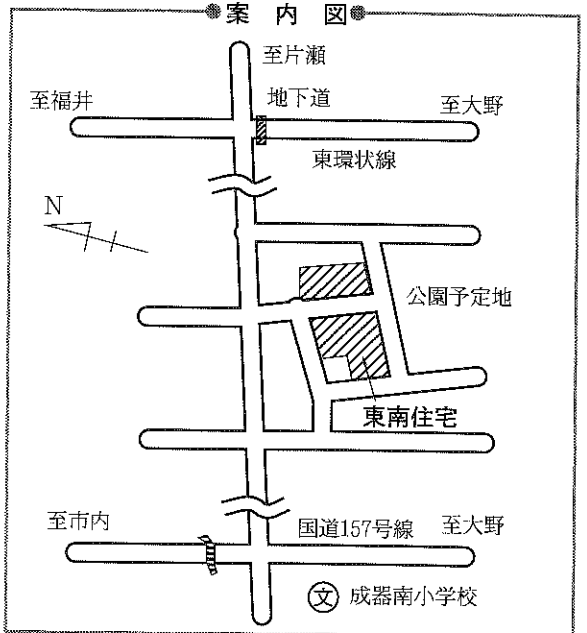 案内図
至片瀬
至福井
地下道
至大野
東環状線
N
公園予定地
東南住宅
至市内
国道157号線
至大野
文 成器南小学校